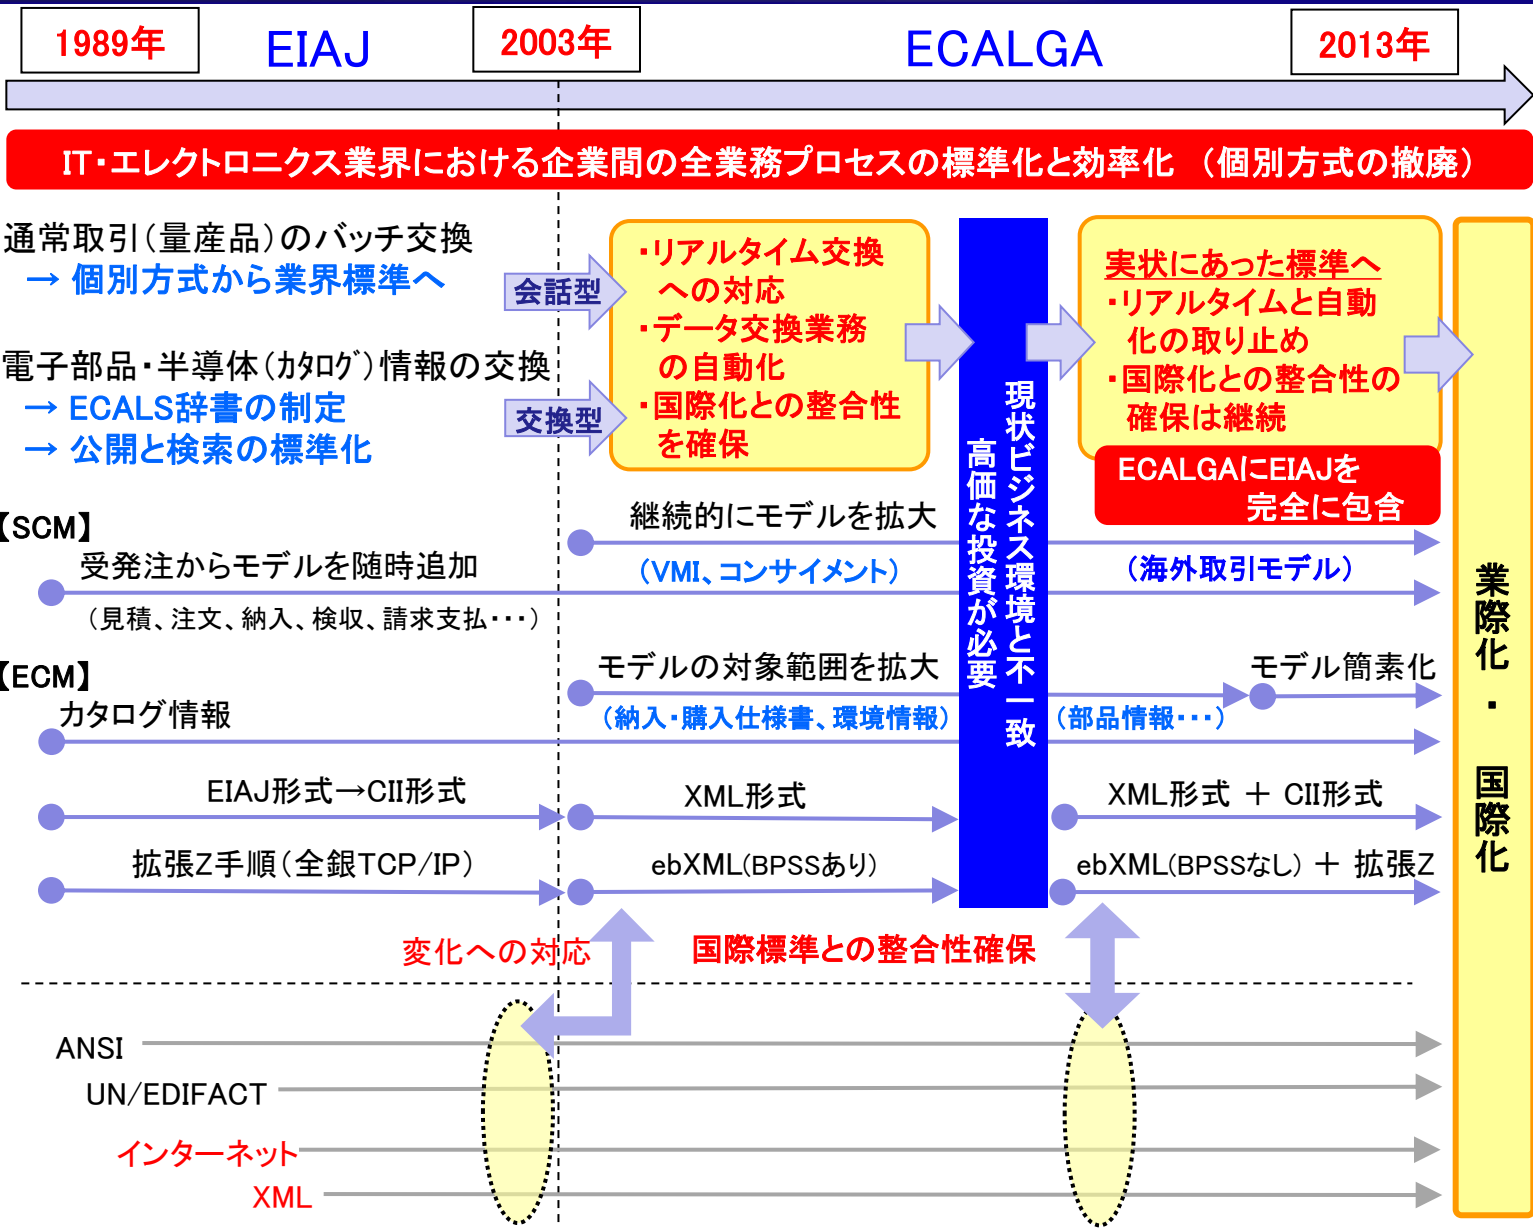 1989年
EIAJ
2003年
ECALGA
2013年
IT・エレクトロニクス業界における企業間の全業務プロセスの標準化と効率化 （個別方式の撤廃）
通常取引（量産品）のバッチ交換
→ 個別方式から業界標準へ
電子部品・半導体（ｶﾀﾛｸﾞ）情報の交換
→ ECALS辞書の制定
→ 公開と検索の標準化
会話型
交換型
・リアルタイム交換
への対応
・データ交換業務
の自動化
・国際化との整合性
を確保
現状ビジネス環境と不一致
高価な投資が必要
実状にあった標準へ
・リアルタイムと自動
化の取り止め
・国際化との整合性の
確保は継続
ECALGAにEIAJを
完全に包含
業際化・国際化
【SCM】
継続的にモデルを拡大
受発注からモデルを随時追加
（VMI、コンサイメント）
（海外取引モデル）
（見積、注文、納入、検収、請求支払・・・）
【ECM】
モデルの対象範囲を拡大
モデル簡素化
カタログ情報
（納入・購入仕様書、環境情報）
（部品情報・・・）
EIAJ形式→CII形式
XML形式
XML形式 ＋ CII形式
拡張Z手順（全銀TCP/IP）
ebXML(BPSSあり)
ebXML(BPSSなし) ＋ 拡張Z
変化への対応
国際標準との整合性確保
ANSI
UN/EDIFACT
インターネット
XML